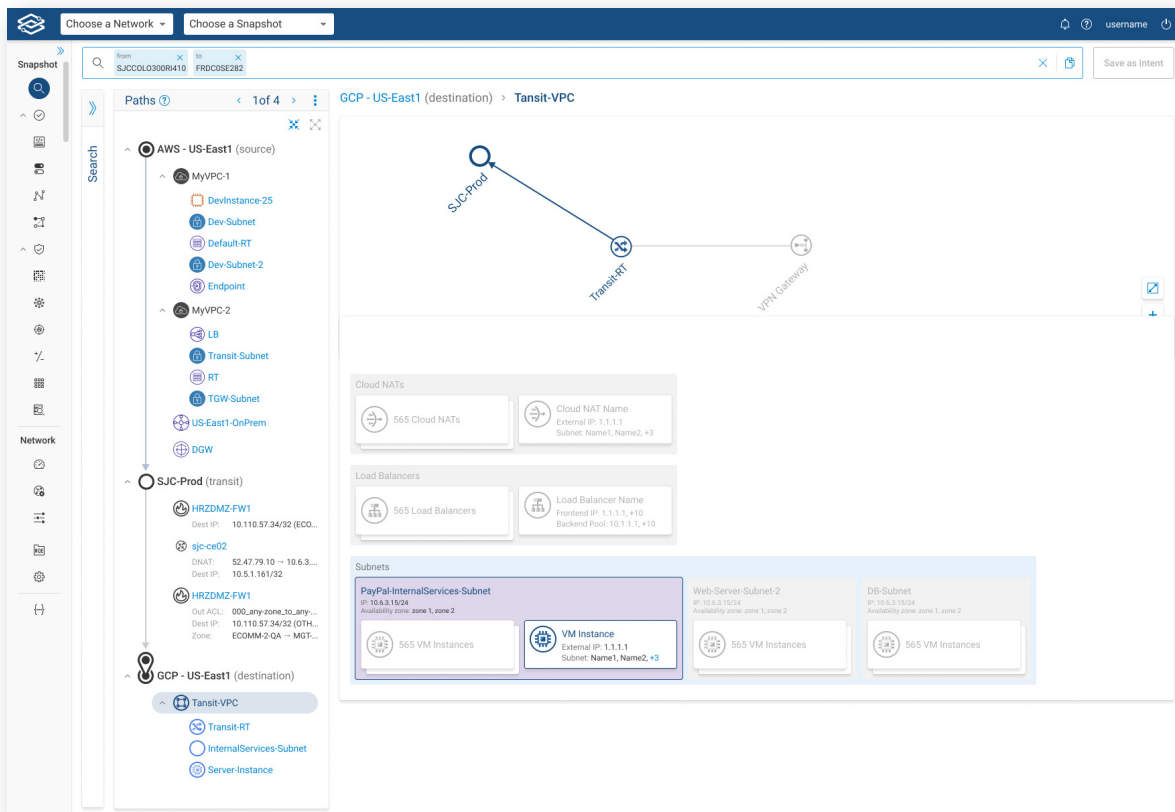 Choose a Network
Choose a Snapshot
username
Snapshot
from
SJCCOLO300RI410
to
FRDC0SE282
Save as Intent
Search
Paths
1of 4
AWS - US-East1 (source)
MyVPC-1
DevInstance-25
Dev-Subnet
Default-RT
Dev-Subnet-2
Endpoint
MyVPC-2
LB
Transit-Subnet
RT
TGW-Subnet
US-East1-OnPrem
DGW
SJC-Prod (transit)
HRZDMZ-FW1
Dest IP: 10.110.57.34/32 (ECO...
sjc-ce02
DNAT: 52.47.79.10 → 10.6.3....
Dest IP: 10.5.1.161/32
HRZDMZ-FW1
Out ACL: 000_any-zone_to_any-...
Dest IP: 10.110.57.34/32 (OTH...
Zone: ECOMM-2-QA → MGT-...
GCP - US-East1 (destination)
Tansit-VPC
Transit-RT
InternalServices-Subnet
Server-Instance
Network
GCP - US-East1 (destination) > Tansit-VPC
SJC-Prod
Transit-RT
VPN Gateway
Cloud NATs
565 Cloud NATs
Cloud NAT Name
External IP: 1.1.1.1
Subnet: Name1, Name2, +3
Load Balancers
565 Load Balancers
Load Balancer Name
Frontend IP: 1.1.1.1, +10
Backend Pool: 10.1.1.1, +10
Subnets
PayPal-InternalServices-Subnet
IP: 10.6.3.15/24
Availability zone: zone 1, zone 2
565 VM Instances
VM Instance
External IP: 1.1.1.1
Subnet: Name1, Name2, +3
Web-Server-Subnet-2
IP: 10.6.3.15/24
Availability zone: zone 1, zone 2
565 VM Instances
DB-Subnet
IP: 10.6.3.15/24
Availability zone: zone 1, zone 2
565 VM Instances